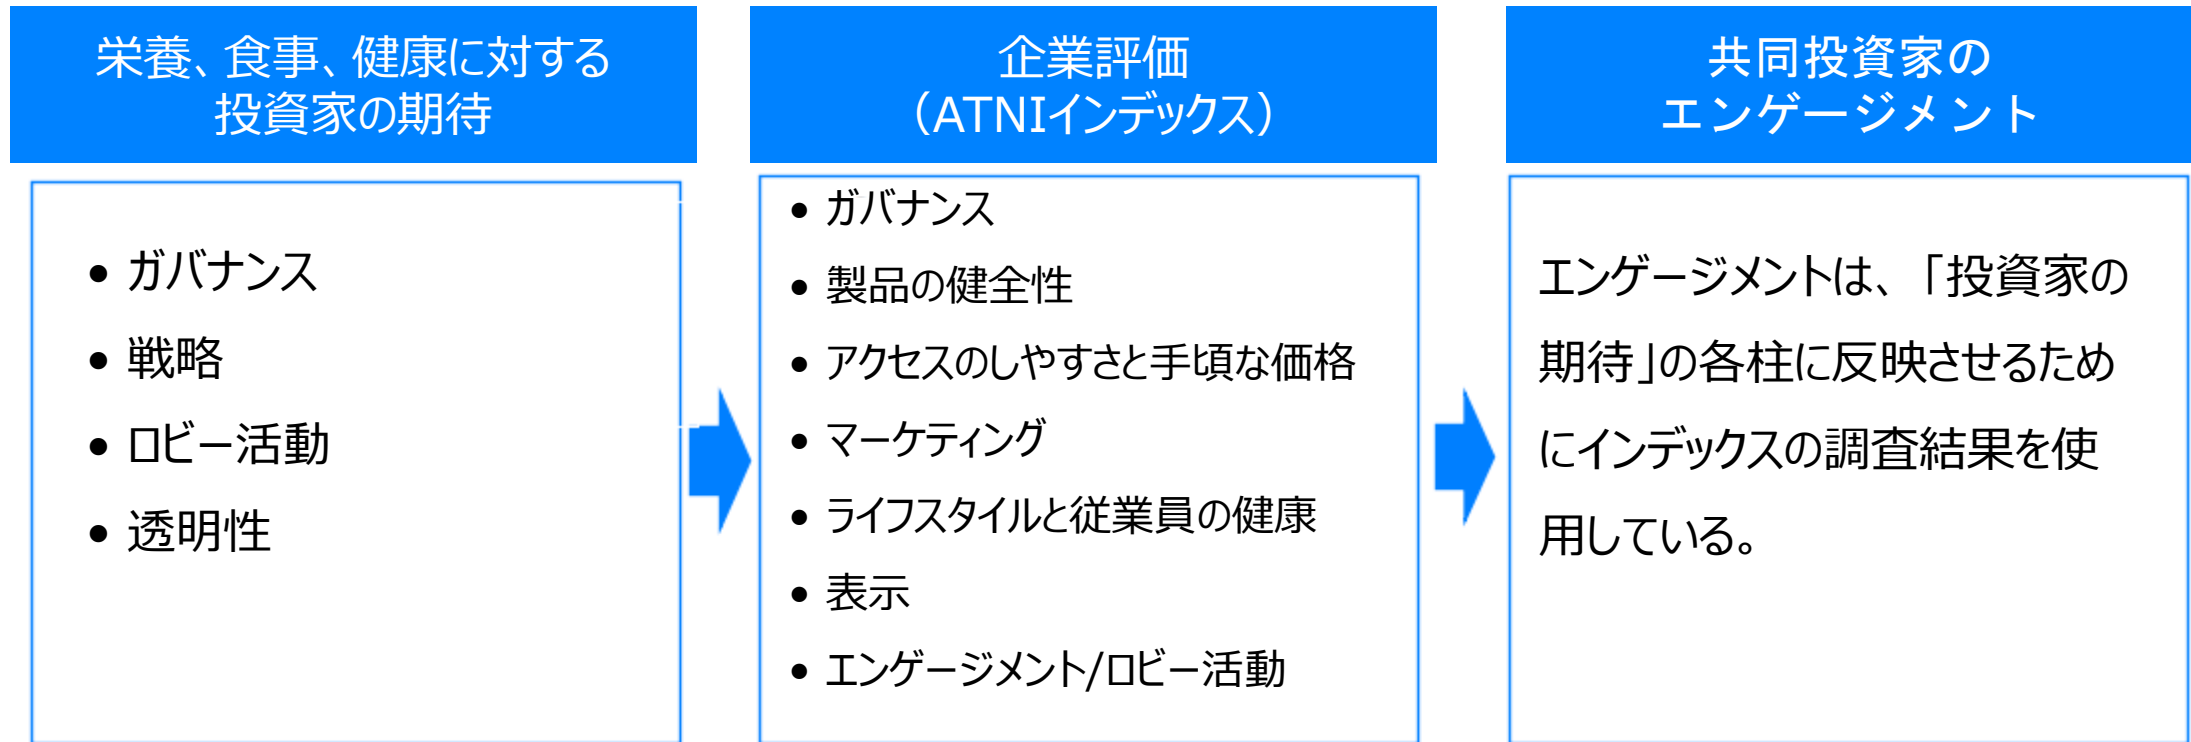 栄養、食事、健康に対する
投資家の期待
• ガバナンス
• 戦略
• ロビー活動
• 透明性
企業評価
（ATNIインデックス）
• ガバナンス
• 製品の健全性
• アクセスのしやすさと手頃な価格
• マーケティング
• ライフスタイルと従業員の健康
• 表示
• エンゲージメント/ロビー活動
共同投資家の
エンゲージメント
エンゲージメントは、「投資家の
期待」の各柱に反映させるため
にインデックスの調査結果を使
用している。